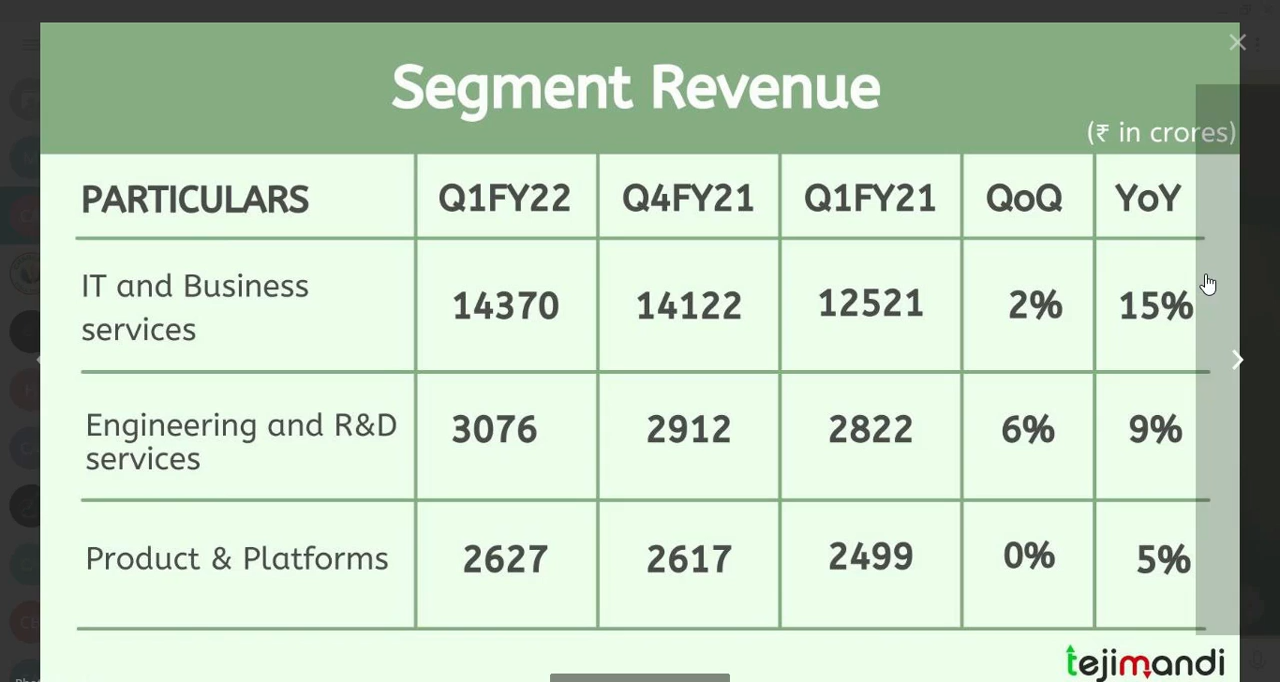 Segment Revenue
(₹ in crores)
PARTICULARS Q1FY22 Q4FY21 Q1FY21 QoQ YoY
IT and Business
services
14370 14122 12521 2% 15%
Engineering and R&D
services
3076 2912 2822 6% 9%
Product & Platforms 2627 2617 2499 0% 5%
tejimandi